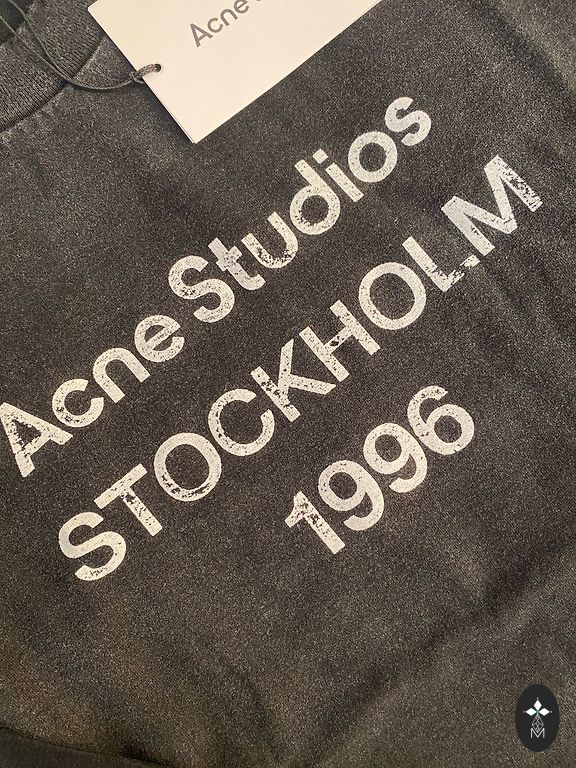 Acne
Acne Studios
STOCKHOLM
1996